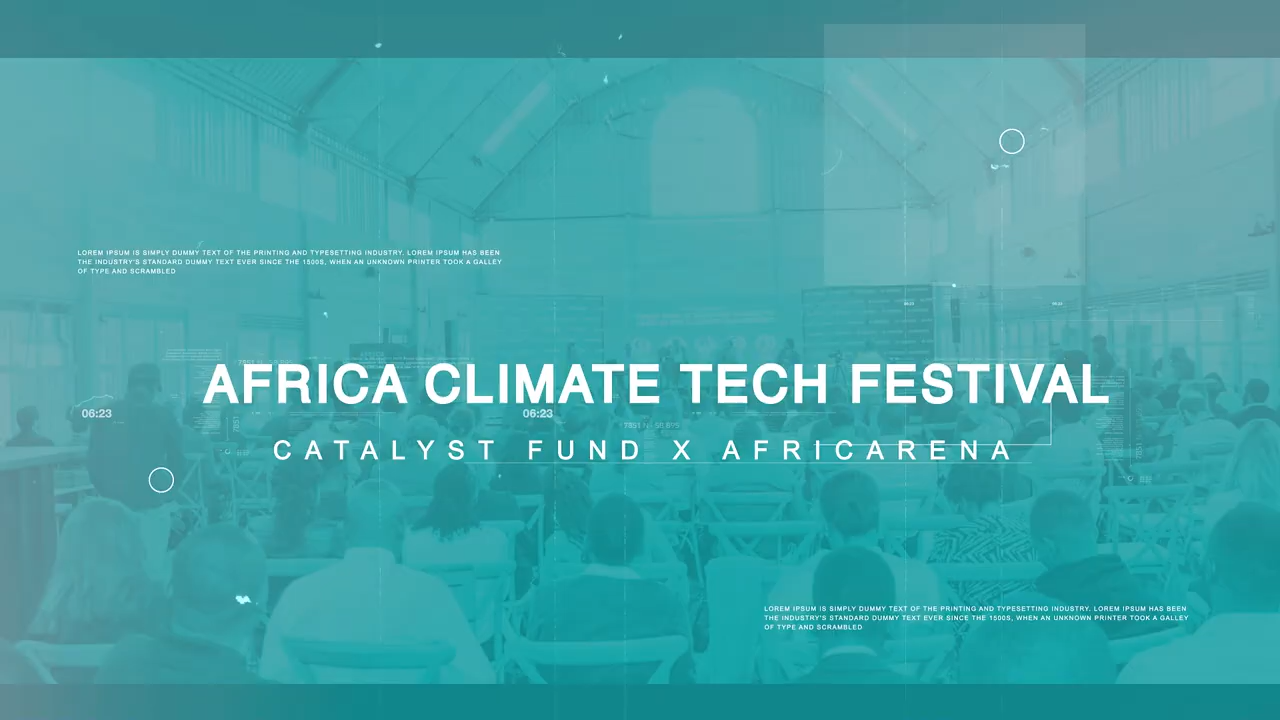 LOREM IPSUM IS SIMPLY DUMMY TEXT OF THE PRINTING AND TYPESETTING INDUSTRY. LOREM IPSUM HAS BEEN
THE INDUSTRY'S STANDARD DUMMY TEXT EVER SINCE THE 1500S, WHEN AN UNKNOWN PRINTER TOOK A GALLEY
OF TYPE AND SCRAMBLED
AFRICA CLIMATE TECH FESTIVAL
06:23
06:23
7851 N - 58 895
CATALYST FUND X AFRICARENA
LOREM IPSUM IS SIMPLY DUMMY TEXT OF THE PRINTING AND TYPESETTING INDUSTRY. LOREM IPSUM HAS BEEN
THE INDUSTRY'S STANDARD DUMMY TEXT EVER SINCE THE 1500S, WHEN AN UNKNOWN PRINTER TOOK A GALLEY
OF TYPE AND SCRAMBLED